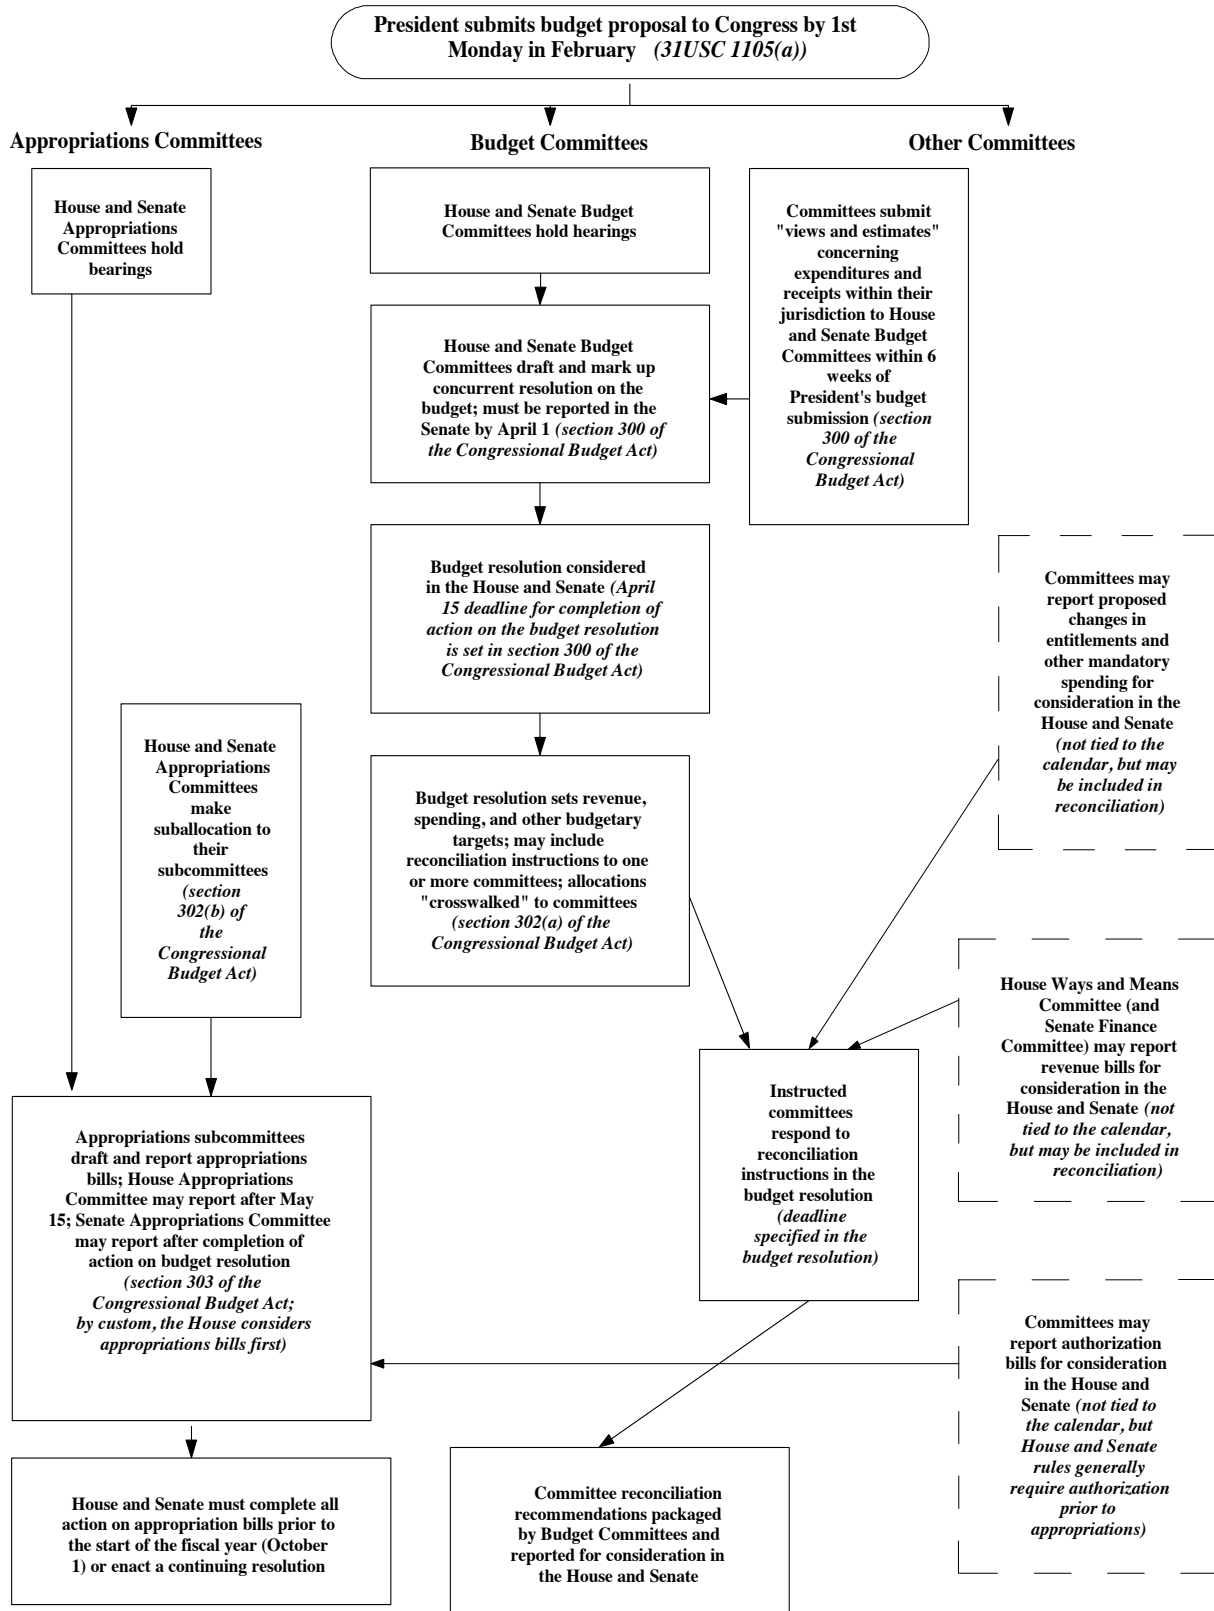 President submits budget proposal to Congress by 1st
Monday in February (31USC 1105(a))
Appropriations Committees
Budget Committees
Other Committees
House and Senate
Appropriations
Committees hold
bearings
House and Senate Budget
Committees hold hearings
Committees submit
"views and estimates"
concerning
expenditures and
receipts within their
jurisdiction to House
and Senate Budget
Committees within 6
weeks of
President's budget
submission (section
300 of the
Congressional
Budget Act)
House and Senate Budget
Committees draft and mark up
concurrent resolution on the
budget; must be reported in the
Senate by April 1 (section 300 of
the Congressional Budget Act)
Budget resolution considered
in the House and Senate (April
15 deadline for completion of
action on the budget resolution
is set in section 300 of the
Congressional Budget Act)
Committees may
report proposed
changes in
entitlements and
other mandatory
spending for
consideration in the
House and Senate
(not tied to the
calendar, but may
be included in
reconciliation)
House and Senate
Appropriations
Committees
make
suballocation to
their
subcommittees
(section
302(b) of
the
Congressional
Budget Act)
Budget resolution sets revenue,
spending, and other budgetary
targets; may include
reconciliation instructions to one
or more committees; allocations
"crosswalked" to committees
(section 302(a) of the
Congressional Budget Act)
House Ways and Means
Committee (and
Senate Finance
Committee) may report
revenue bills for
consideration in the
House and Senate (not
tied to the calendar,
but may be included in
reconciliation)
Instructed
committees
respond to
reconciliation
instructions in the
budget resolution
(deadline
specified in the
budget resolution)
Appropriations subcommittees
draft and report appropriations
bills; House Appropriations
Committee may report after May
15; Senate Appropriations Committee
may report after completion of
action on budget resolution
(section 303 of the
Congressional Budget Act;
by custom, the House considers
appropriations bills first)
Committees may
report authorization
bills for consideration
in the House and
Senate (not tied to
the calendar, but
House and Senate
rules generally
require authorization
prior to
appropriations)
House and Senate must complete all
action on appropriation bills prior to
the start of the fiscal year (October
1) or enact a continuing resolution
Committee reconciliation
recommendations packaged
by Budget Committees and
reported for consideration in
the House and Senate